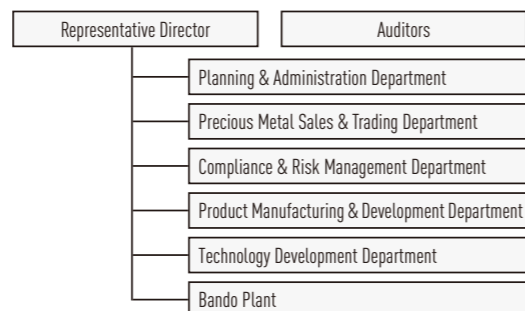 Representative Director
Auditors
Planning & Administration Department
Precious Metal Sales & Trading Department
Compliance & Risk Management Department
Product Manufacturing & Development Department
Technology Development Department
Bando Plant